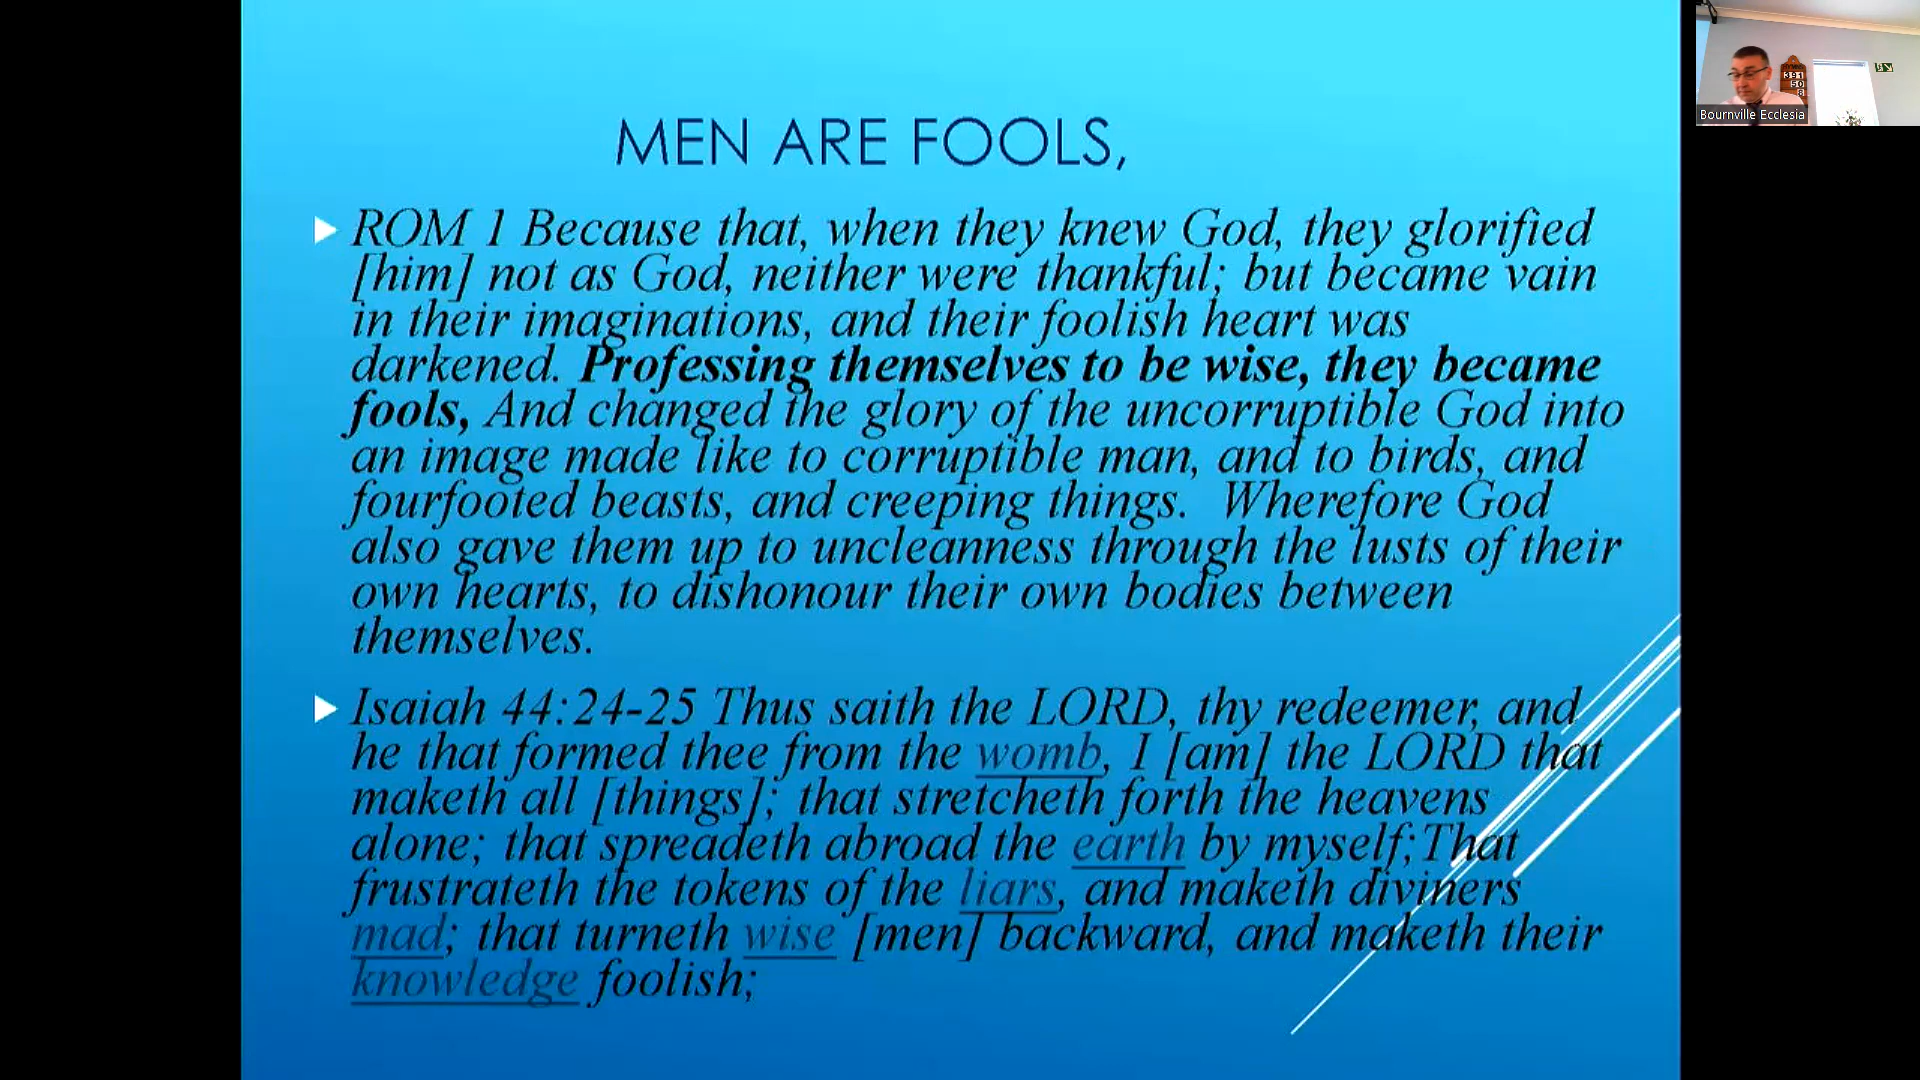 MEN ARE FOOLS,
ROM 1 Because that, when they knew God, they glorified
[him] not as God, neither were thankful; but became vain
in their imaginations, and their foolish heart was
darkened. Professing themselves to be wise, they became
fools, And changed the glory of the uncorruptible God into
an image made like to corruptible man, and to birds, and
fourfooted beasts, and creeping things. Wherefore God
also gave them up to uncleanness through the lusts of their
own hearts, to dishonour their own bodies between
themselves.
Isaiah 44:24-25 Thus saith the LORD, thy redeemer, and
he that formed thee from the womb, I [am] the LORD that
maketh all [things]; that stretcheth forth the heavens
alone; that spreadeth abroad the earth by myself;That
frustrateth the tokens of the liars, and maketh diviners
mad; that turneth wise [men] backward, and maketh their
knowledge foolish;
391
50
6
Bournville Ecclesia